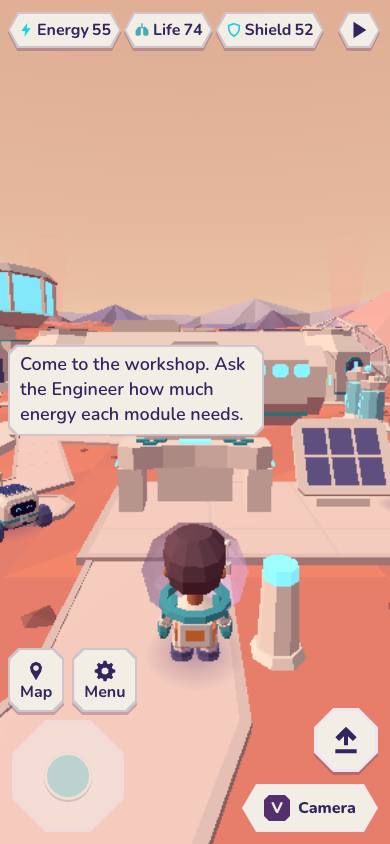 Energy 55
Life 74
Shield 52
Come to the workshop. Ask
the Engineer how much
energy each module needs.
Map
Menu
V Camera